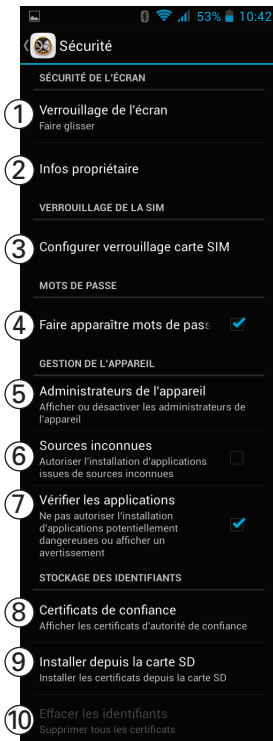 53% 10:42
Sécurité
SÉCURITÉ DE L'ÉCRAN
1 Verrouillage de l'écran
Faire glisser
2 Infos propriétaire
VERROUILLAGE DE LA SIM
3 Configurer verrouillage carte SIM
MOTS DE PASSE
4 Faire apparaître mots de pass
GESTION DE L'APPAREIL
5 Administrateurs de l'appareil
Afficher ou désactiver les administrateurs de
l'appareil
6 Sources inconnues
Autoriser l'installation d'applications
issues de sources inconnues
7 Vérifier les applications
Ne pas autoriser l'installation
d'applications potentiellement
dangereuses ou afficher un
avertissement
STOCKAGE DES IDENTIFIANTS
8 Certificats de confiance
Afficher les certificats d'autorité de confiance
9 Installer depuis la carte SD
Installer les certificats depuis la carte SD
10 Effacer les identifiants
Supprimer tous les certificats